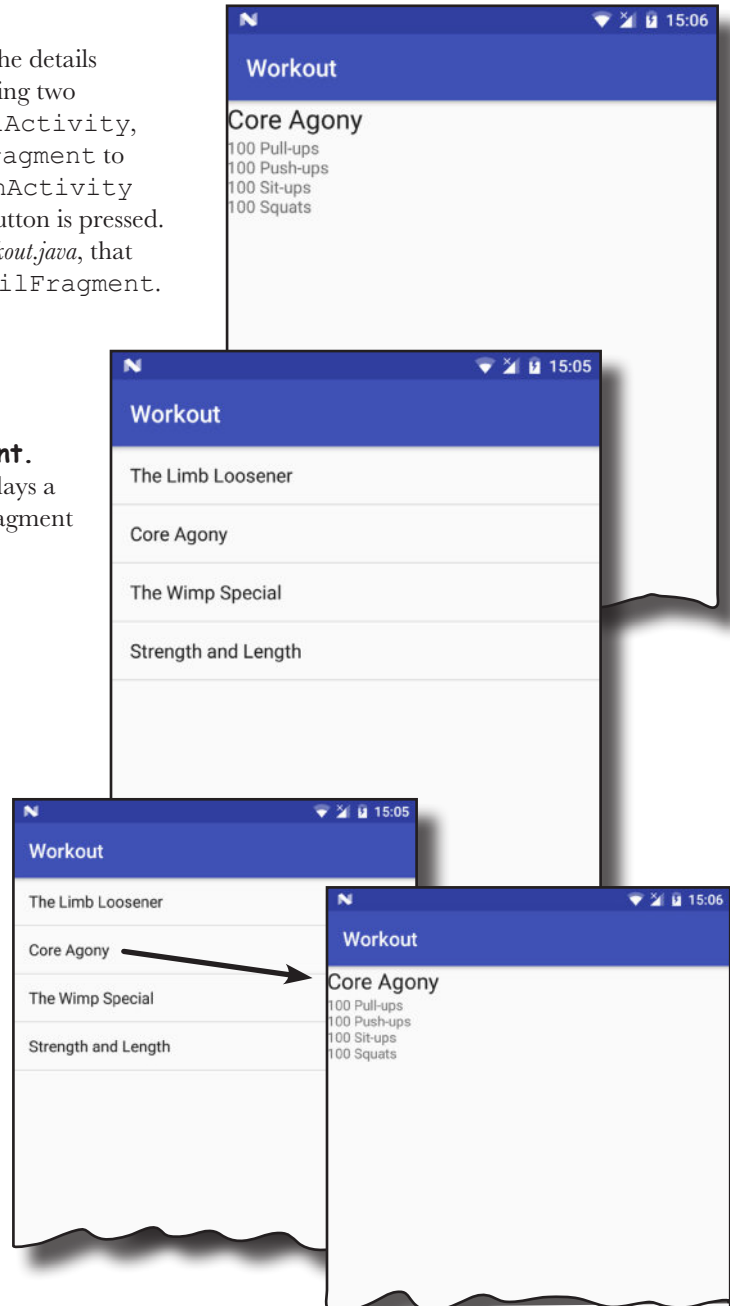 15:06
Workout
he details
ing two
Activity,
ragment to
Activity
utton is pressed.
kout.java, that
ilFragment.
Core Agony
100 Pull-ups
100 Push-ups
100 Sit-ups
100 Squats
15:05
Workout
nt.
lays a
agment
The Limb Loosener
Core Agony
The Wimp Special
Strength and Length
15:05
Workout
The Limb Loosener
Core Agony
The Wimp Special
Strength and Length
15:06
Workout
Core Agony
100 Pull-ups
100 Push-ups
100 Sit-ups
100 Squats